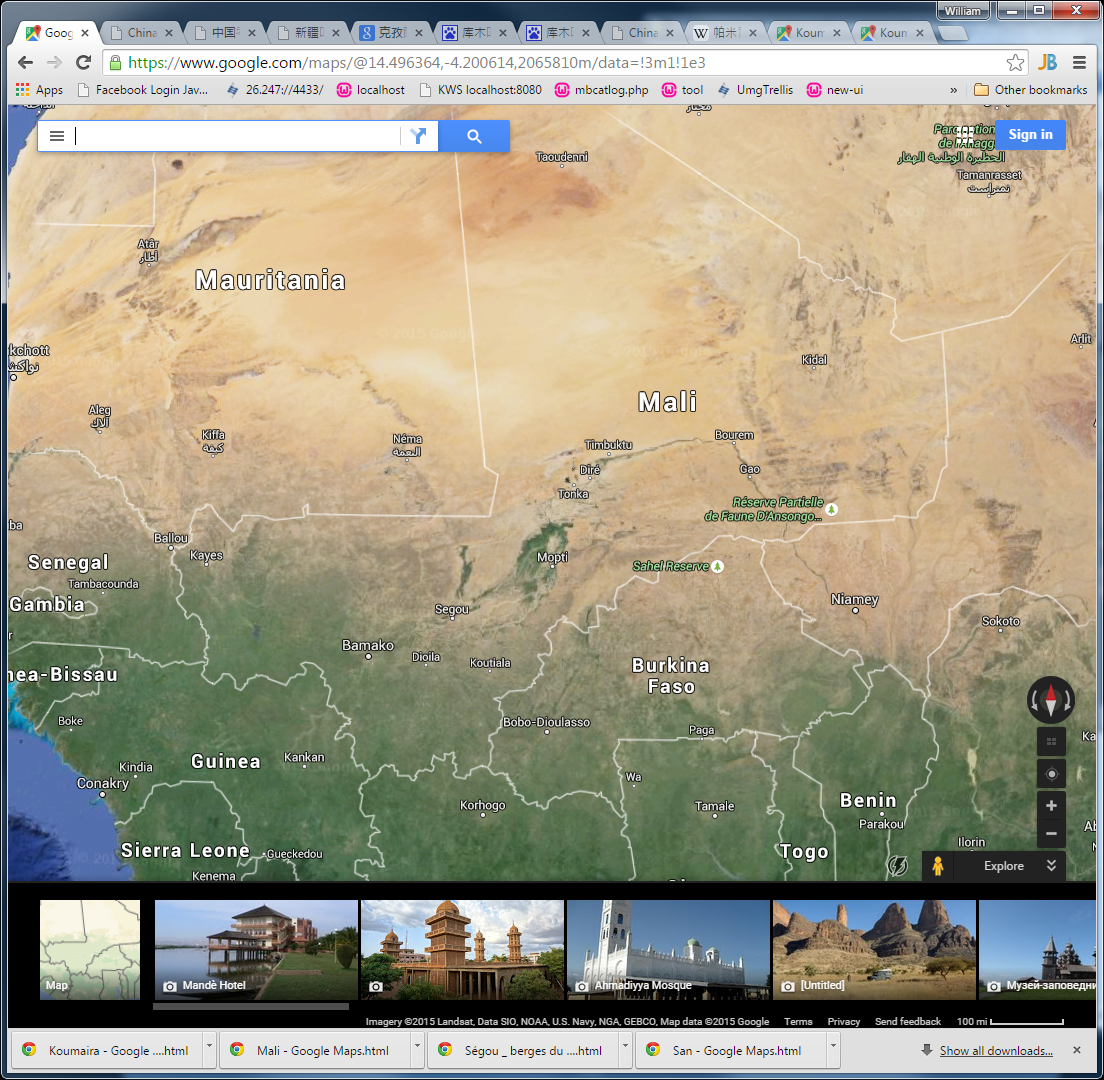 William
Goog
China
中国
新疆
克孜
库木
库木
China
帕米
Koum
Koun
https://www.google.com/maps/@14.496364,-4.200614,2065810m/data=!3m1!1e3
JB
Apps
Facebook Login Jav...
26.247://4433/
localhost
KWS localhost:8080
mbcatlog.php
tool
UmgTrellis
new-ui
»
Other bookmarks
Sign in
Taoudenni
الحظيرة الوطنية الهقار
Tamanrasset
تمنراست
Atâr
أطار
Mauritania
kchott
نواكش
Arlit
Kidal
Mali
Aleg
ألاك
Kiffa
كيفة
Néma
النعمة
Timbuktu
Bourem
Diré
Gao
Tonka
Réserve Partielle
de Faune D'Ansongo...
ba
Ballou
Kayes
Senegal
Mopti
Sahel Reserve
Tambacounda
Gambia
Segou
Niamey
Sokoto
Bamako
Dioila
Koutiala
Burkina
Faso
nea-Bissau
Boke
Bobo-Dioulasso
Paga
Guinea
Kankan
Kindia
Conakry
Wa
Ka
Korhogo
Tamale
Benin
Parakou
Sierra Leone
Gueckedou
Togo
Ilorin
Kenema
Explore
Map
Mandè Hotel
Ahmadiyya Mosque
[Untitled]
Музей-заповедни
Imagery ©2015 Landsat, Data SIO, NOAA, U.S. Navy, NGA, GEBCO, Map data ©2015 Google
Terms
Privacy
Send feedback
100 mi
Koumaira - Google ....html
Mali - Google Maps.html
Ségou _ berges du ....html
San - Google Maps.html
Show all downloads...